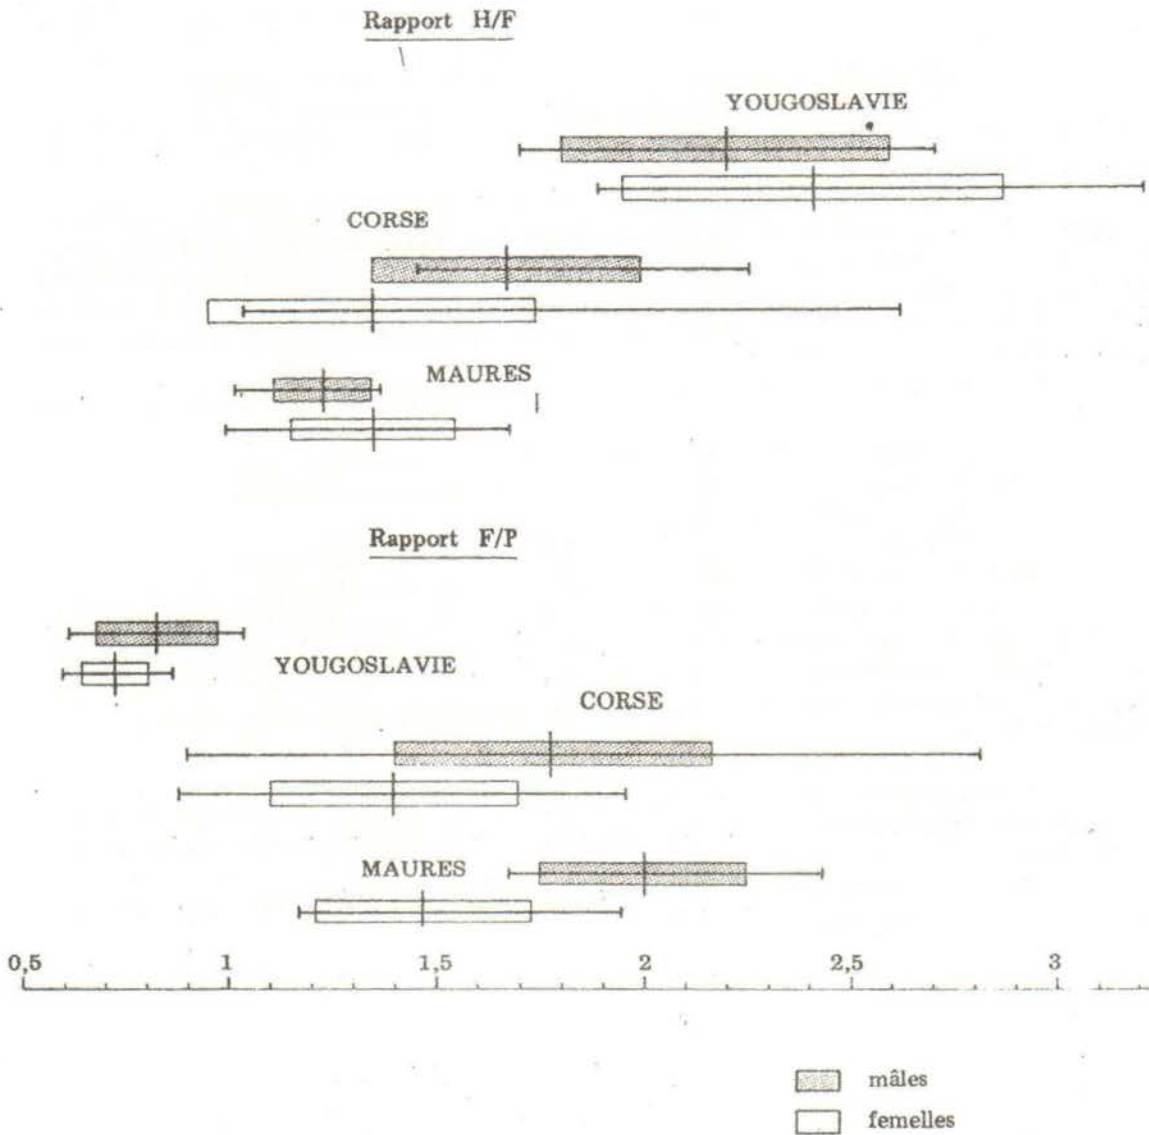 Rapport H/F
YOUGOSLAVIE
CORSE
MAURES
Rapport F/P
YOUGOSLAVIE
CORSE
MAURES
0,5 1 1,5 2 2,5 3
mâles
femelles